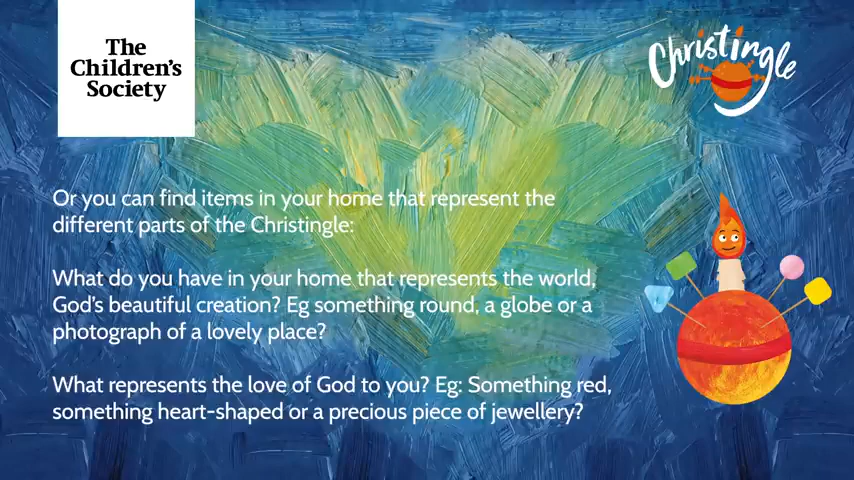 The
Children's
Society
Christingle
Or you can find items in your home that represent the
different parts of the Christingle:
What do you have in your home that represents the world,
God's beautiful creation? Eg something round, a globe or a
photograph of a lovely place?
What represents the love of God to you? Eg: Something red,
something heart-shaped or a precious piece of jewellery?